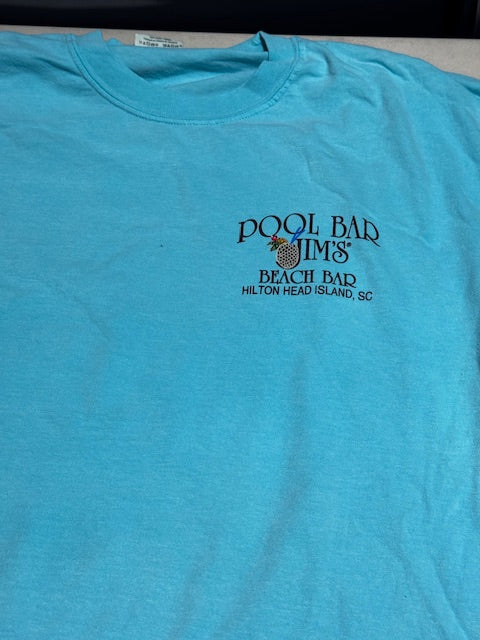 POOL BAR
JIM'S®
BEACH BAR
HILTON HEAD ISLAND, SC